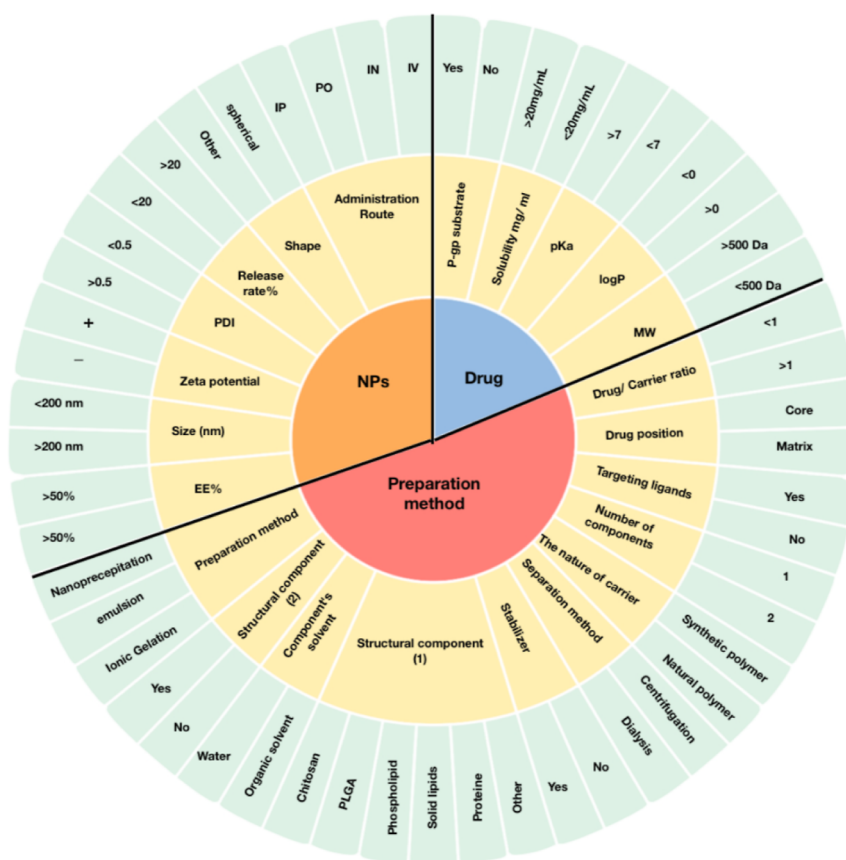 NPs
Drug
Preparation
method
P-gp substrate
Solubility mg/ ml
pKa
logP
MW
Drug/ Carrier ratio
Drug position
Targeting ligands
Number of
components
The nature of carrier
Separation method
Stabilizer
Structural component
(1)
Component's
solvent
Structural component
(2)
Preparation method
EE%
Size (nm)
Zeta potential
PDI
Release
rate%
Shape
Administration
Route
Yes
No
>20mg/mL
<20mg/mL
>7
<7
<0
>0
>500 Da
<500 Da
<1
>1
Core
Matrix
Yes
No
1
2
Synthetic polymer
Natural polymer
Centrifugation
Dialysis
No
Yes
Other
Proteine
Solid lipids
Phospholipid
PLGA
Chitosan
Organic solvent
Water
No
Yes
Ionic Gelation
emulsion
Nanoprecepitation
>50%
>50%
>200 nm
<200 nm
−
+
>0.5
<0.5
<20
>20
Other
spherical
IP
PO
IN
IV